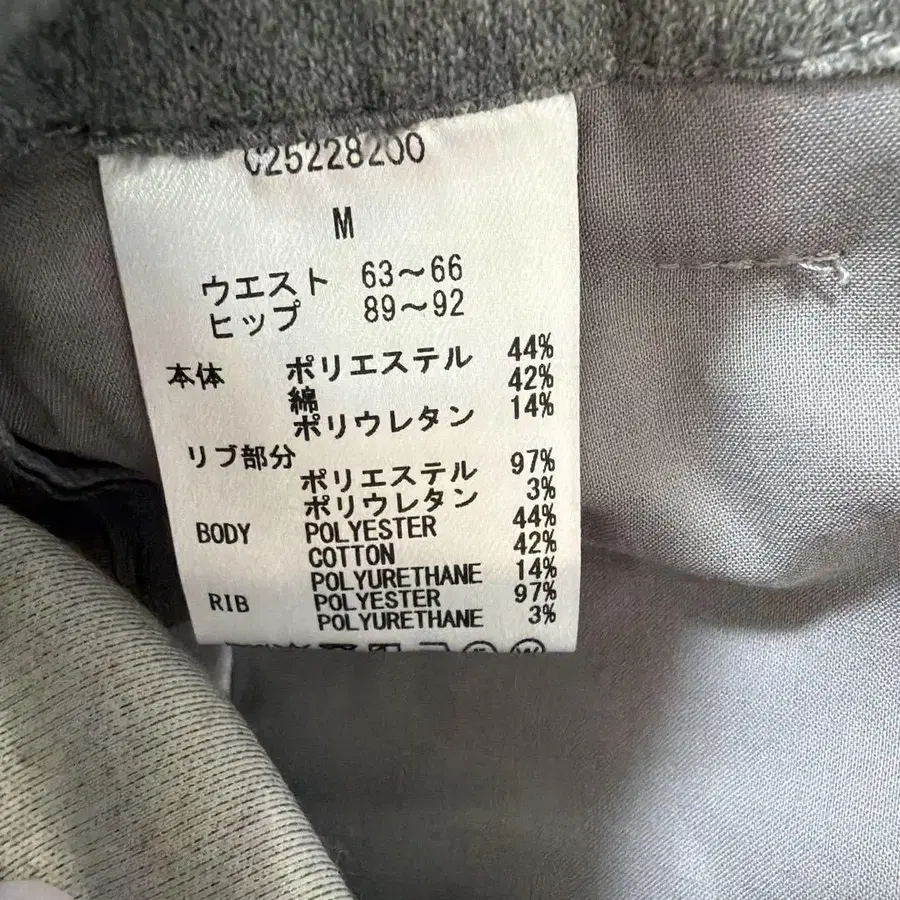 C25228200
M
ウエスト 63～66
ヒップ 89～92
本体 ポリエステル 44%
綿 42%
ポリウレタン 14%
リブ部分
ポリエステル 97%
ポリウレタン 3%
BODY POLYESTER 44%
COTTON 42%
POLYURETHANE 14%
RIB POLYESTER 97%
POLYURETHANE 3%